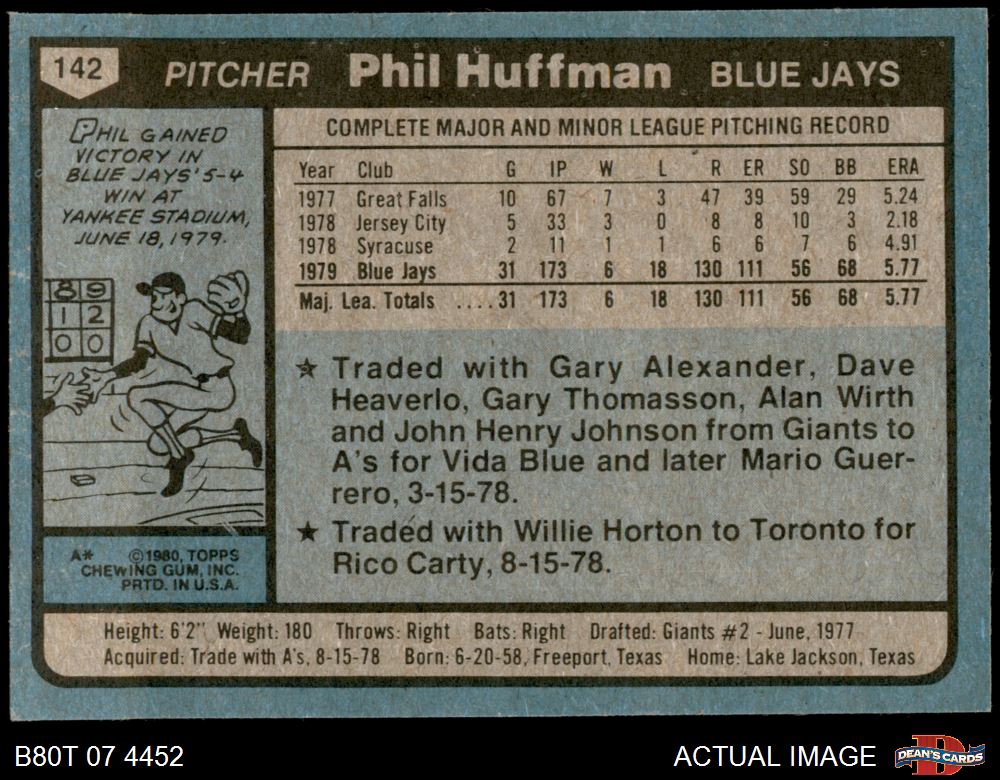 142 PITCHER Phil Huffman BLUE JAYS
PHIL GAINED
VICTORY IN
BLUE JAYS' 5-4
WIN AT
YANKEE STADIUM,
JUNE 18, 1979.
8 9
1 2
0 0
A* ©1980, TOPPS
CHEWING GUM, INC.
PRTD. IN U.S.A.
COMPLETE MAJOR AND MINOR LEAGUE PITCHING RECORD
Year Club G IP W L R ER SO BB ERA
1977 Great Falls 10 67 7 3 47 39 59 29 5.24
1978 Jersey City 5 33 3 0 8 8 10 3 2.18
1978 Syracuse 2 11 1 1 6 6 7 6 4.91
1979 Blue Jays 31 173 6 18 130 111 56 68 5.77
Maj. Lea. Totals ....31 173 6 18 130 111 56 68 5.77
★ Traded with Gary Alexander, Dave
Heaverlo, Gary Thomasson, Alan Wirth
and John Henry Johnson from Giants to
A's for Vida Blue and later Mario Guer-
rero, 3-15-78.
★ Traded with Willie Horton to Toronto for
Rico Carty, 8-15-78.
Height: 6'2" Weight: 180 Throws: Right Bats: Right Drafted: Giants #2 - June, 1977
Acquired: Trade with A's, 8-15-78 Born: 6-20-58, Freeport, Texas Home: Lake Jackson, Texas
B80T 07 4452 ACTUAL IMAGE D DEAN'S CARDS